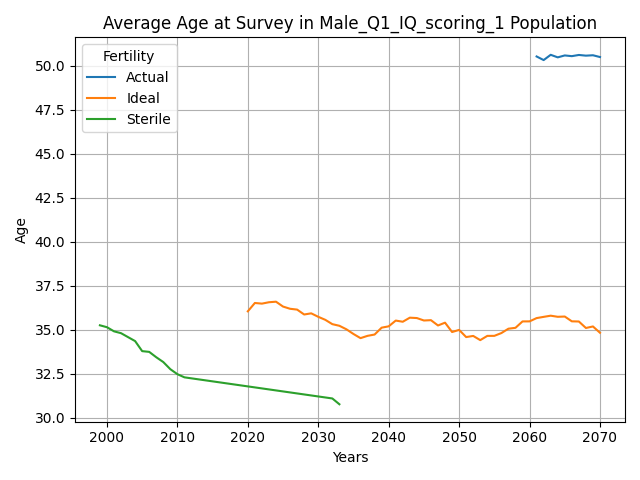 Average Age at Survey in Male_Q1_IQ_scoring_1 Population
Fertility
Actual
Ideal
Sterile
Age
50.0
47.5
45.0
42.5
40.0
37.5
35.0
32.5
30.0
2000 2010 2020 2030 2040 2050 2060 2070
Years